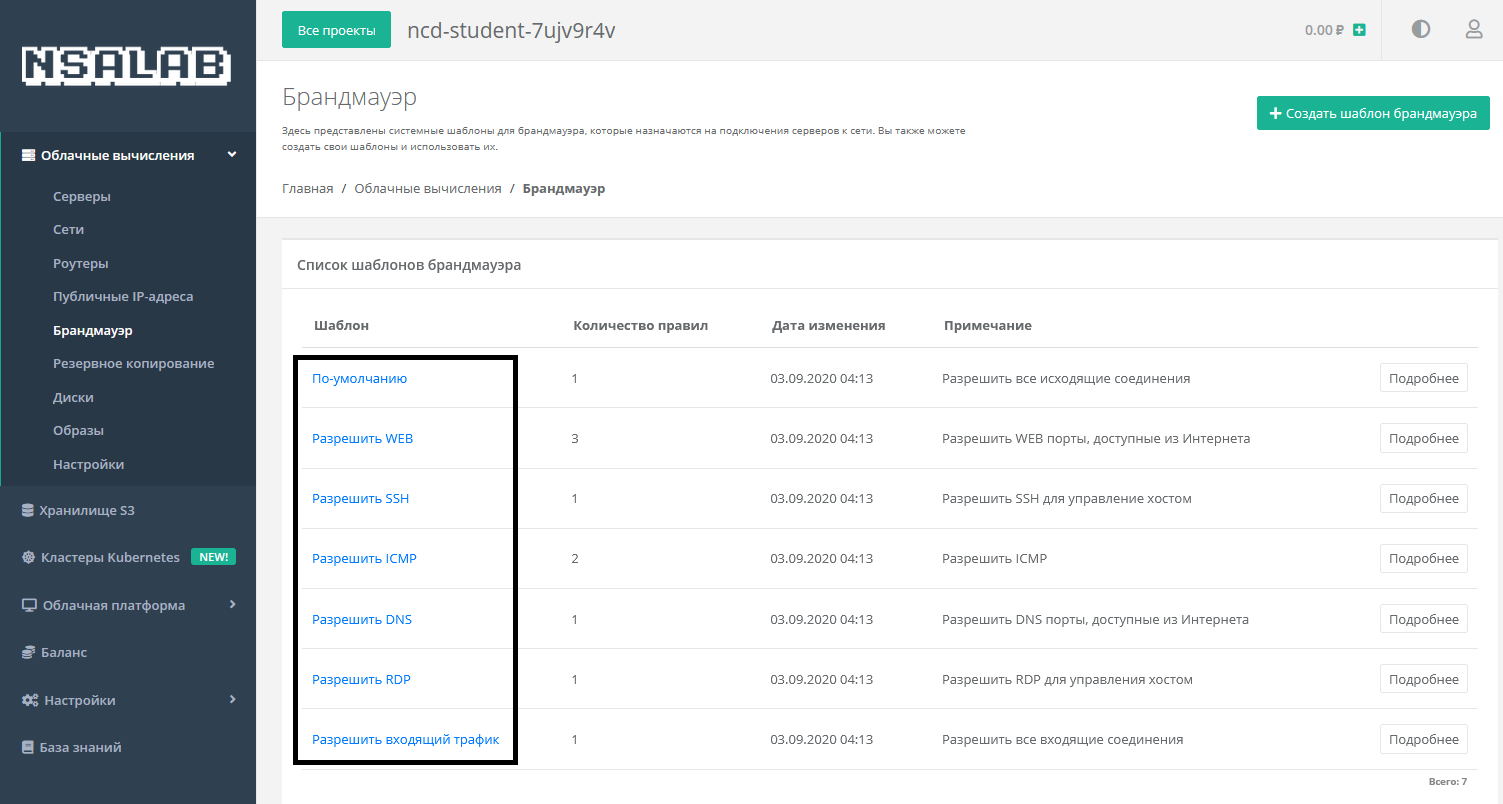 NSALAB
Все проекты
ncd-student-7ujv9r4v
0.00 ₽
Облачные вычисления
Серверы
Сети
Роутеры
Публичные IP-адреса
Брандмауэр
Резервное копирование
Диски
Образы
Настройки
Хранилище S3
Кластеры Kubernetes NEW!
Облачная платформа
Баланс
Настройки
База знаний
Брандмауэр
Здесь представлены системные шаблоны для брандмауэра, которые назначаются на подключения серверов к сети. Вы также можете
создать свои шаблоны и использовать их.
Создать шаблон брандмауэра
Главная / Облачные вычисления / Брандмауэр
Список шаблонов брандмауэра
Шаблон Количество правил Дата изменения Примечание
По-умолчанию 1 03.09.2020 04:13 Разрешить все исходящие соединения Подробнее
Разрешить WEB 3 03.09.2020 04:13 Разрешить WEB порты, доступные из Интернета Подробнее
Разрешить SSH 1 03.09.2020 04:13 Разрешить SSH для управление хостом Подробнее
Разрешить ICMP 2 03.09.2020 04:13 Разрешить ICMP Подробнее
Разрешить DNS 1 03.09.2020 04:13 Разрешить DNS порты, доступные из Интернета Подробнее
Разрешить RDP 1 03.09.2020 04:13 Разрешить RDP для управления хостом Подробнее
Разрешить входящий трафик 1 03.09.2020 04:13 Разрешить все входящие соединения Подробнее
Всего: 7